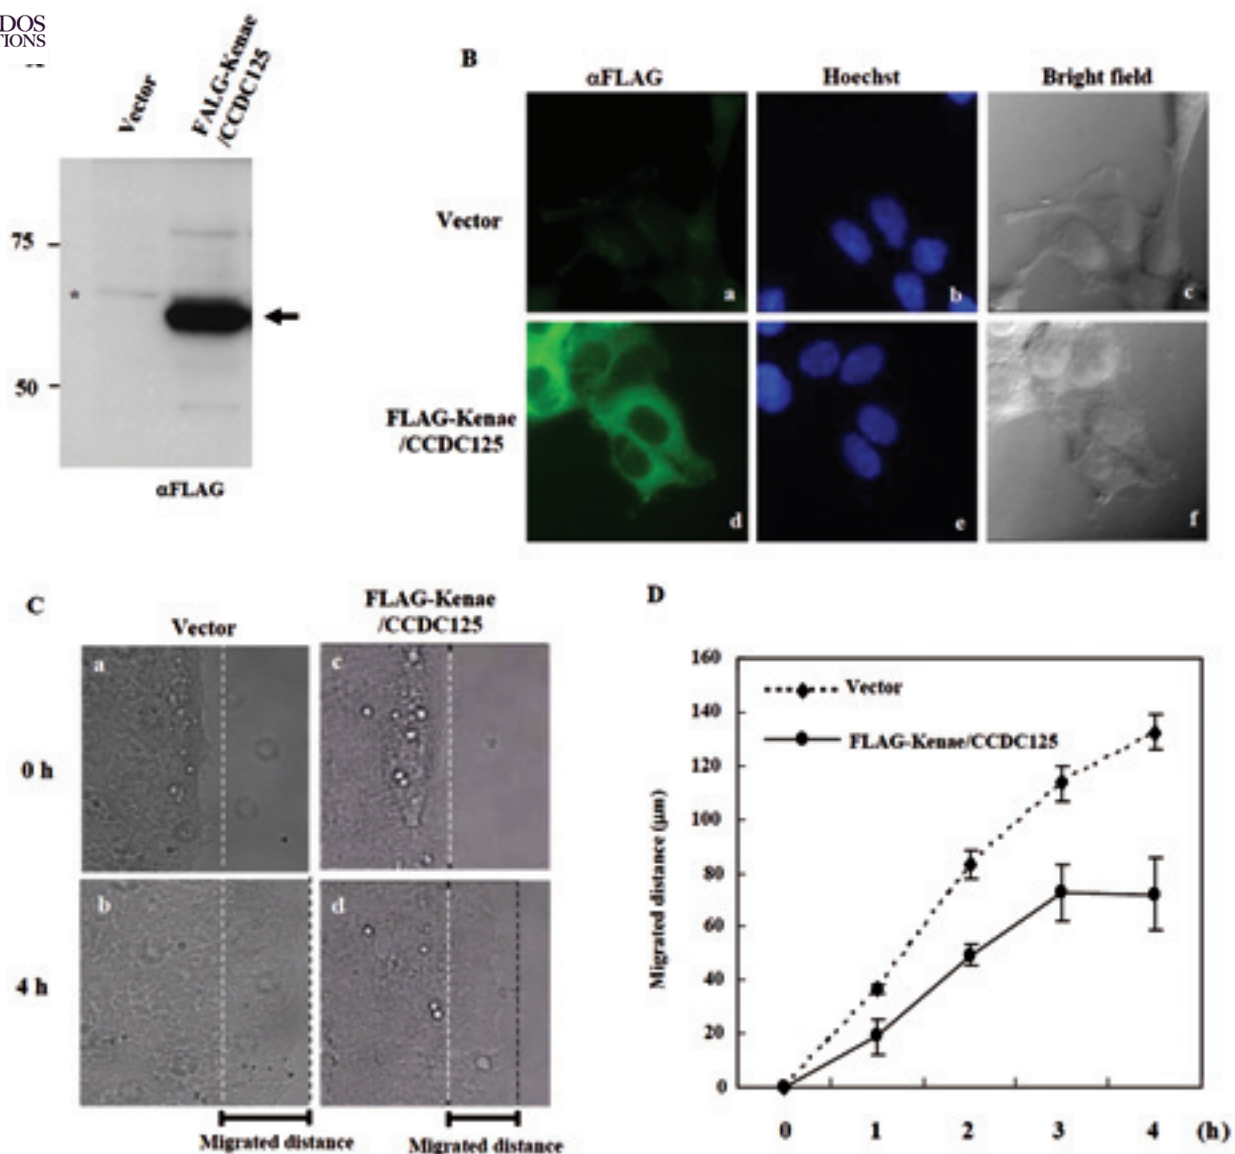 DOS
TIONS
Vector
FALG-Kenae
/CCDC125
75
*
50
αFLAG
B
αFLAG
Hoechst
Bright field
Vector
a
b
c
FLAG-Kenae
/CCDC125
d
e
f
C
Vector
FLAG-Kenae
/CCDC125
0 h
a
c
4 h
b
d
Migrated distance
Migrated distance
D
Migrated distance (μm)
160
140
120
100
80
60
40
20
0
Vector
FLAG-Kenae/CCDC125
0 1 2 3 4 (h)